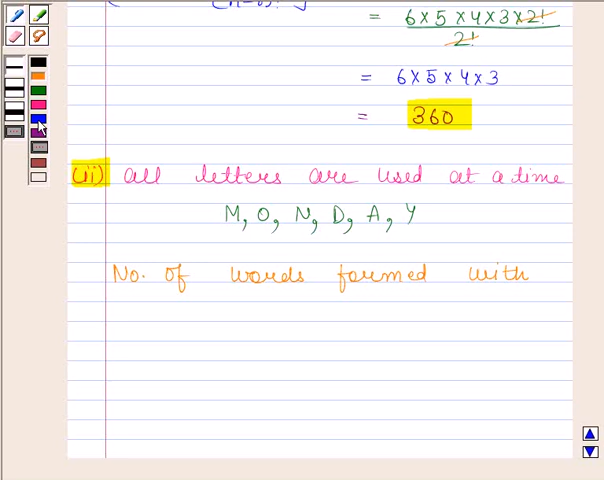 = 6×5×4×3×2!
2!
= 6×5×4×3
= 360
(ii) all letters are used at a time
M, O, N, D, A, Y
No. of words formed with